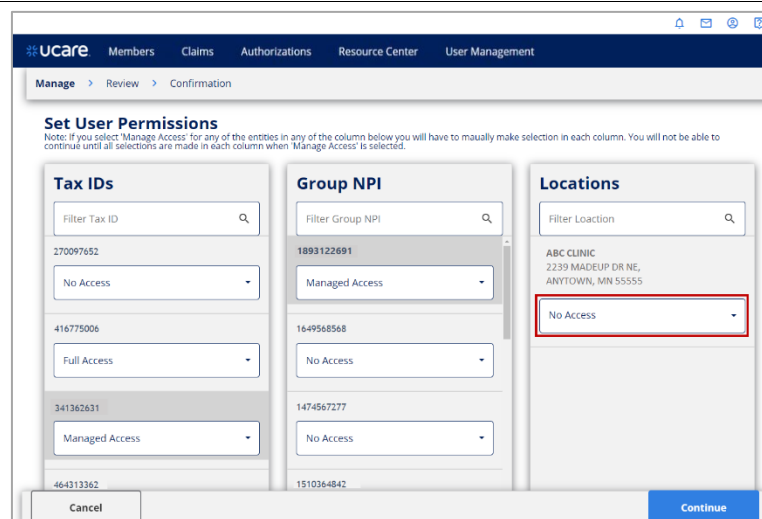 ucare. Members Claims Authorizations Resource Center User Management
Manage > Review > Confirmation
Set User Permissions
Note: If you select 'Manage Access' for any of the entities in any of the column below you will have to maually make selection in each column. You will not be able to
continue until all selections are made in each column when 'Manage Access' is selected.
Tax IDs
Filter Tax ID
270097652
No Access
416775006
Full Access
341362631
Managed Access
464313362
Group NPI
Filter Group NPI
1893122691
Managed Access
1649568568
No Access
1474567277
No Access
1510364842
Locations
Filter Loaction
ABC CLINIC
2239 MADEUP DR NE,
ANYTOWN, MN 55555
No Access
Cancel Continue